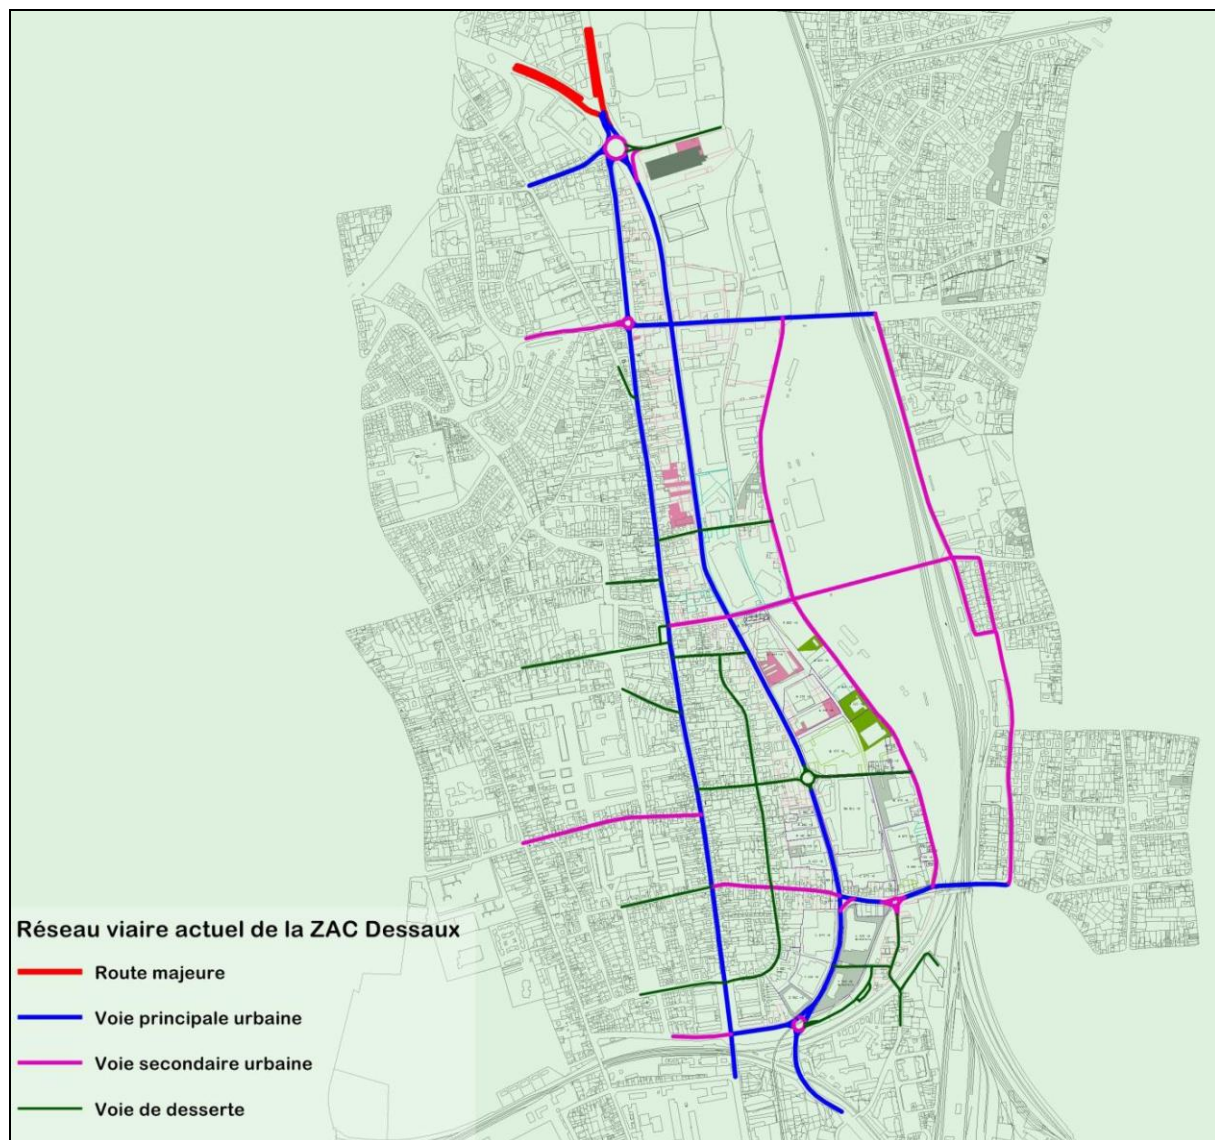 Réseau viaire actuel de la ZAC Dessaux
Route majeure
Voie principale urbaine
Voie secondaire urbaine
Voie de desserte